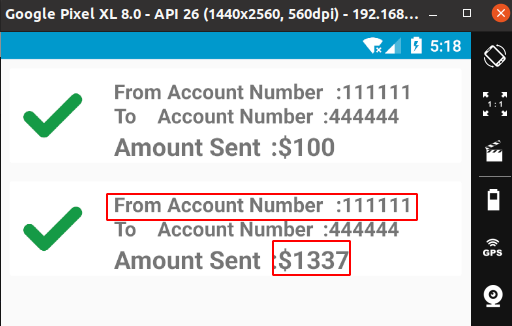 Google Pixel XL 8.0 - API 26 (1440x2560, 560dpi) - 192.168...
5:18
From Account Number :111111
To Account Number :444444
Amount Sent :$100
From Account Number :111111
To Account Number :444444
Amount Sent :$1337
1:1
GPS